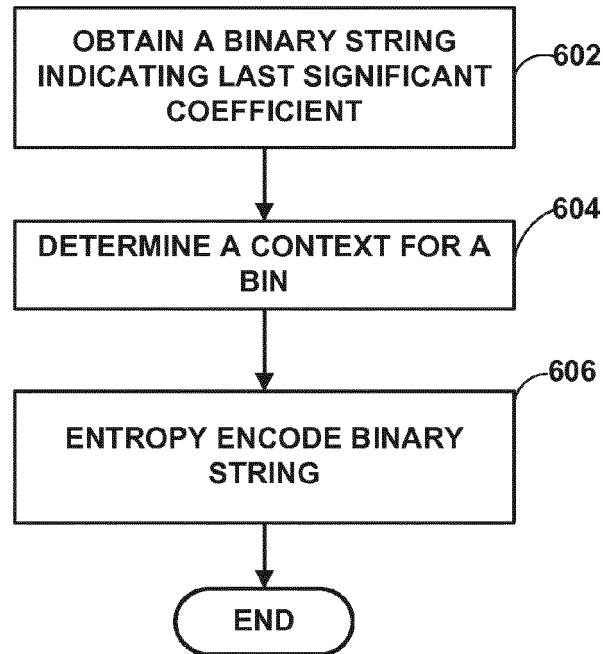 OBTAIN A BINARY STRING
INDICATING LAST SIGNIFICANT
COEFFICIENT
602
604
DETERMINE A CONTEXT FOR A
BIN
606
ENTROPY ENCODE BINARY
STRING
END